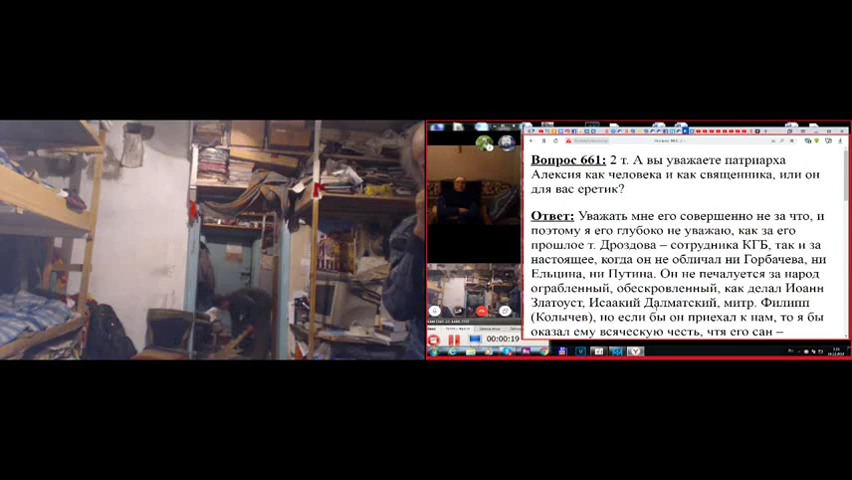 Вопрос 661: 2 т. А вы уважаете патриарха
Алексия как человека и как священника, или он
для вас еретик?
Ответ: Уважать мне его совершенно не за что, и
поэтому я его глубоко не уважаю, как за его
прошлое т. Дроздова – сотрудника КГБ, так и за
настоящее, когда он не обличал ни Горбачева, ни
Ельцина, ни Путина. Он не печалуется за народ
ограбленный, обескровленный, как делал Иоанн
Златоуст, Исаакий Далматский, митр. Филипп
(Колычев), но если бы он приехал к нам, то я бы
оказал ему всяческую честь, чтя его сан –
00:00:19